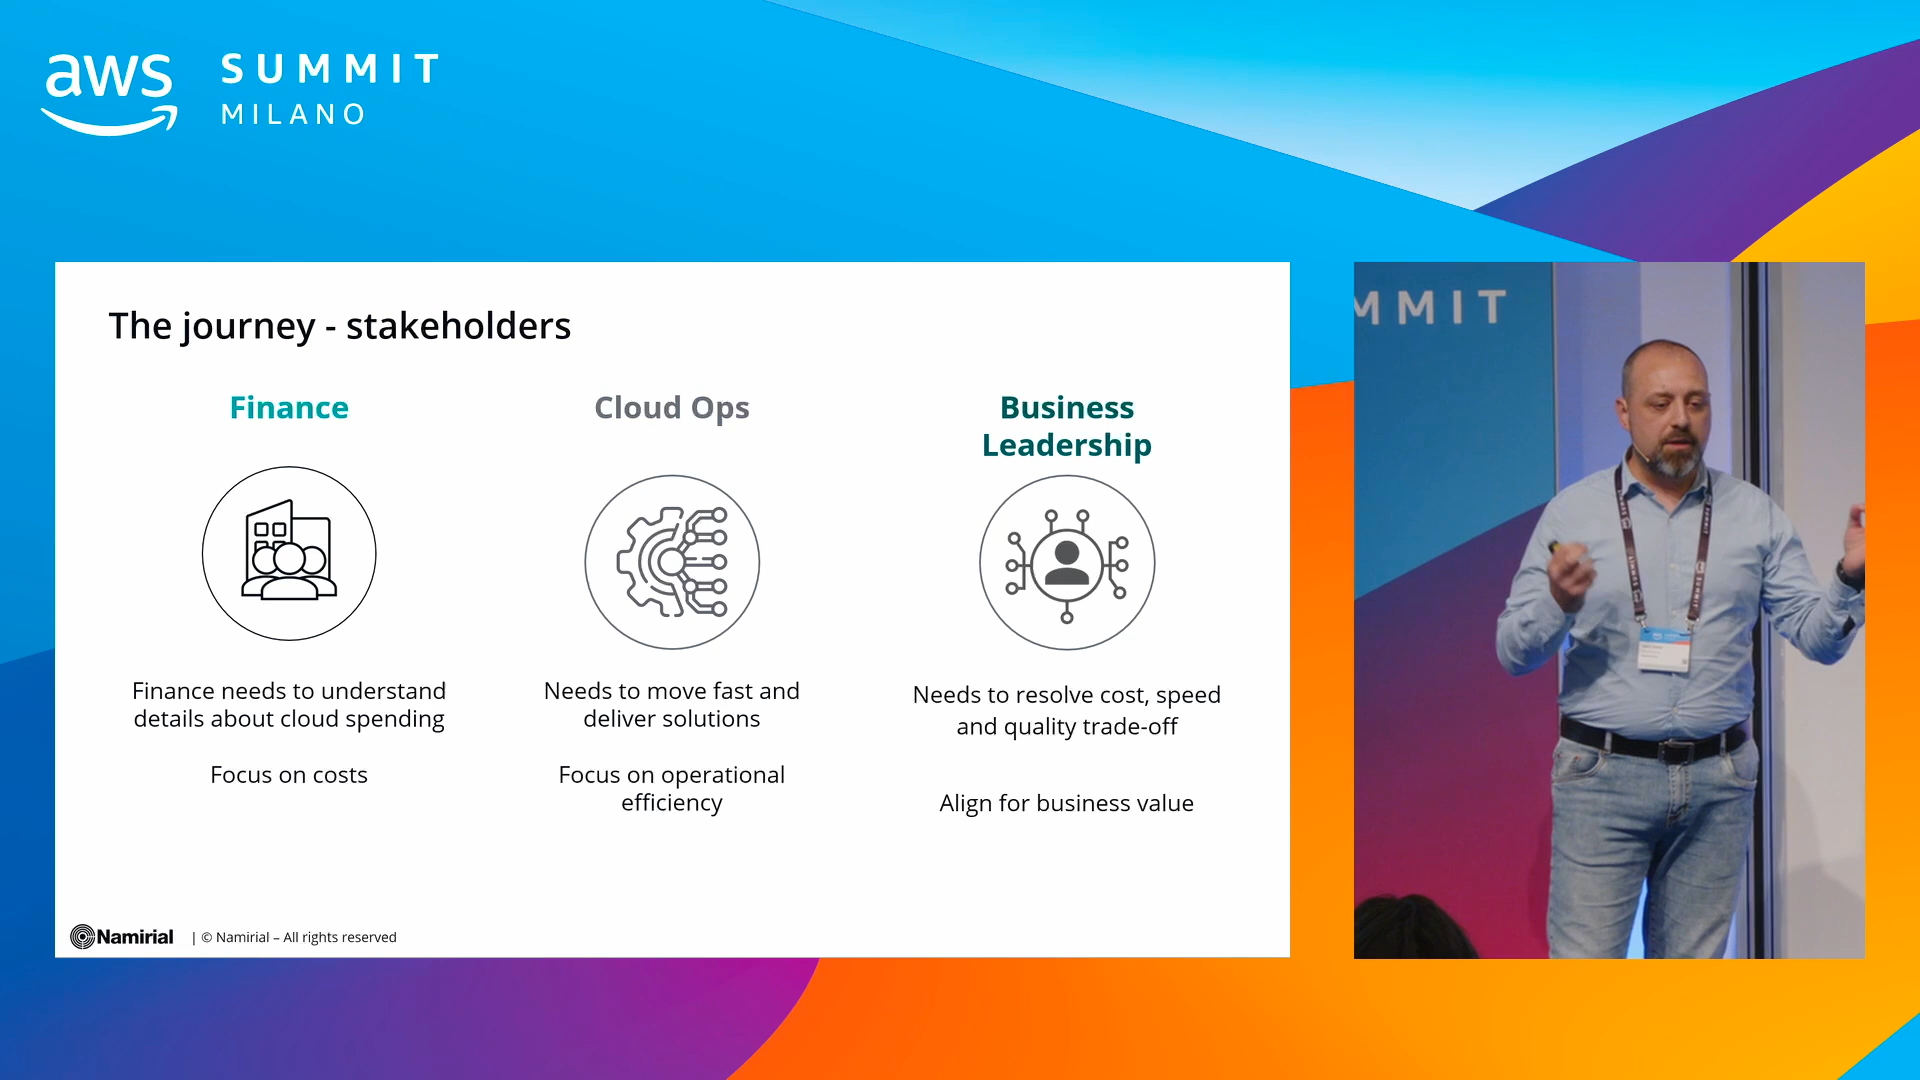 aws SUMMIT
MILANO
The journey - stakeholders
Finance
Cloud Ops
Business
Leadership
Finance needs to understand
details about cloud spending
Focus on costs
Needs to move fast and
deliver solutions
Focus on operational
efficiency
Needs to resolve cost, speed
and quality trade-off
Align for business value
Namirial | © Namirial – All rights reserved
MMIT